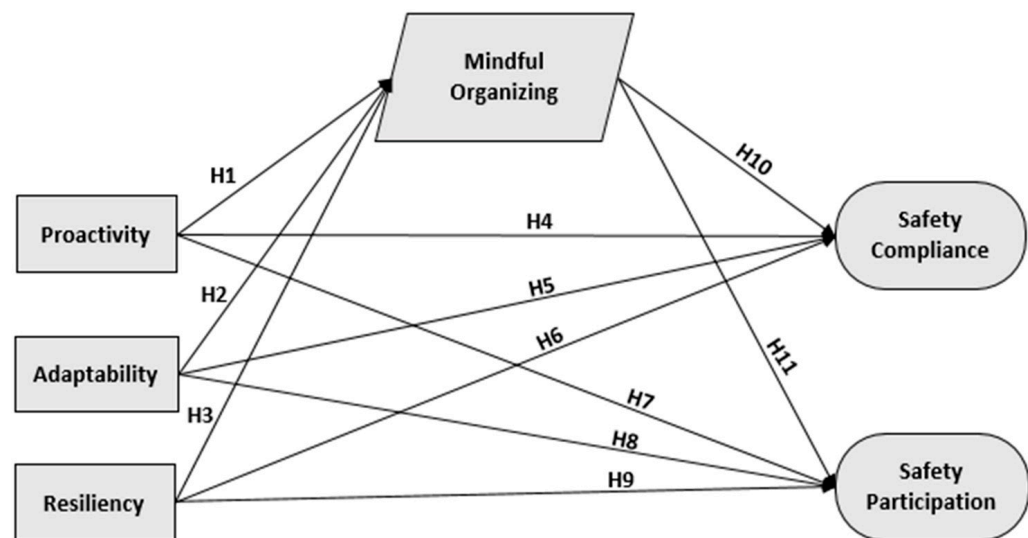 Mindful
Organizing
H1
H10
Proactivity
H4
Safety
Compliance
H2
H5
H6
H11
Adaptability
H3
H7
H8
Resiliency
H9
Safety
Participation